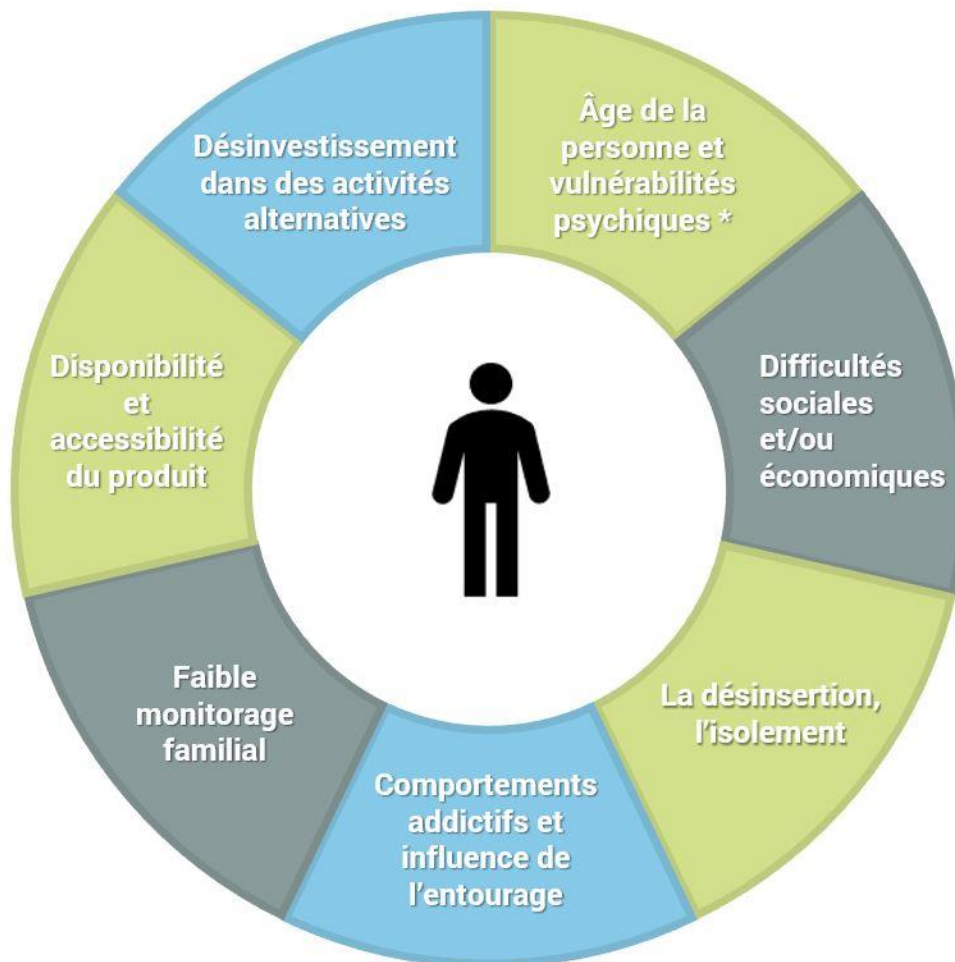 Âge de la
personne et
vulnérabilités
psychiques *
Difficultés
sociales
et/ou
économiques
La désinsertion,
l'isolement
Comportements
addictifs et
influence de
l'entourage
Faible
monitorage
familial
Disponibilité
et
accessibilité
du produit
Désinvestissement
dans des activités
alternatives